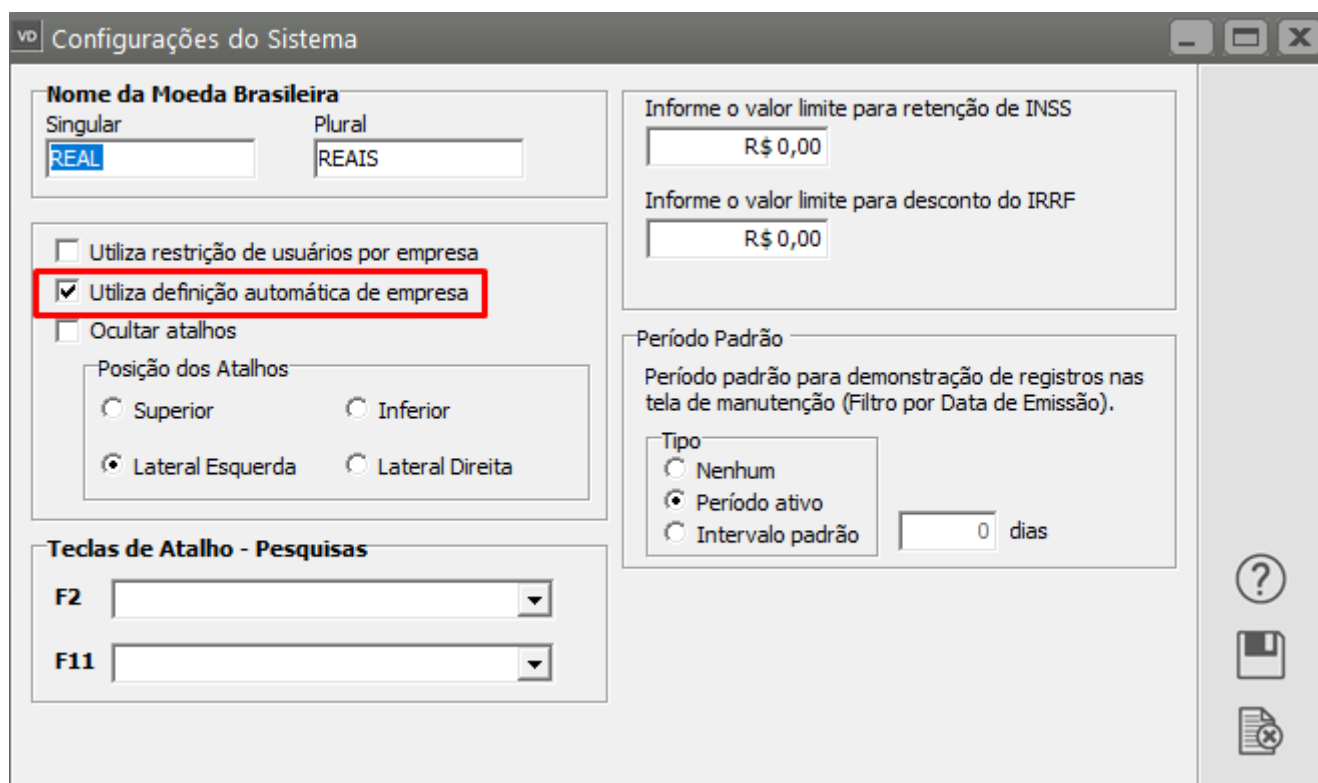 VD Configurações do Sistema
Nome da Moeda Brasileira
Singular
Plural
REAL
REAIS
Utiliza restrição de usuários por empresa
Utiliza definição automática de empresa
Ocultar atalhos
Posição dos Atalhos
Superior
Inferior
Lateral Esquerda
Lateral Direita
Teclas de Atalho - Pesquisas
F2
F11
Informe o valor limite para retenção de INSS
R$ 0,00
Informe o valor limite para desconto do IRRF
R$ 0,00
Período Padrão
Período padrão para demonstração de registros nas
tela de manutenção (Filtro por Data de Emissão).
Tipo
Nenhum
Período ativo
Intervalo padrão
0 dias
?